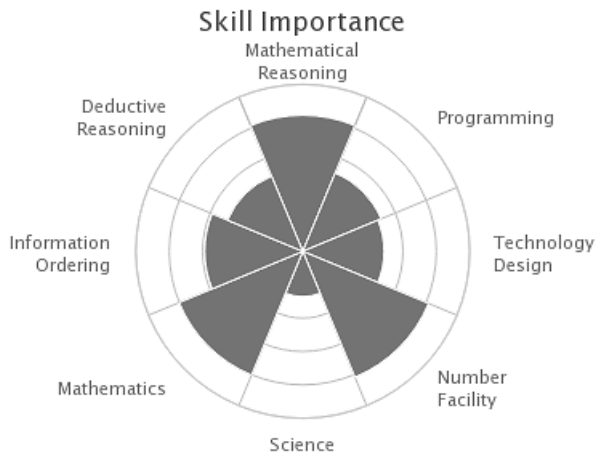 Skill Importance
Mathematical
Reasoning
Programming
Technology
Design
Number
Facility
Science
Mathematics
Information
Ordering
Deductive
Reasoning